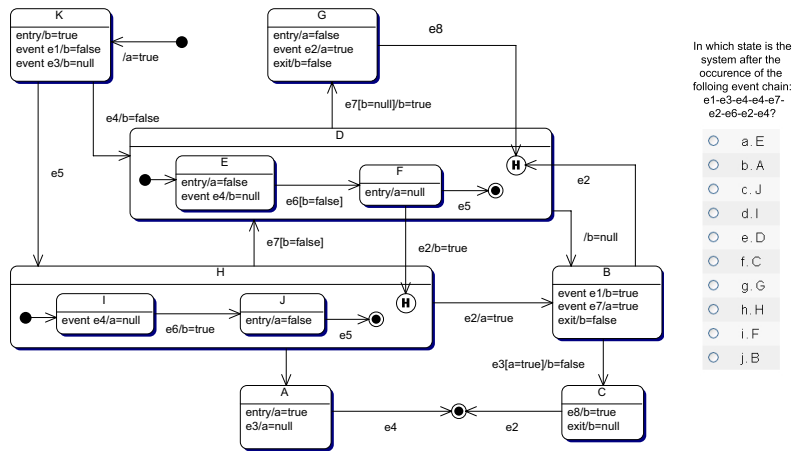 K
entry/b=true
event e1/b=false
event e3/b=null
/a=true
G
entry/a=false
event e2/a=true
exit/b=false
e8
e4/b=false
e7[b=null]/b=true
e5
D
E
entry/a=false
event e4/b=null
e6[b=false]
F
entry/a=null
e5
H
e2
/b=null
e7[b=false]
e2/b=true
H
I
event e4/a=null
e6/b=true
J
entry/a=false
e5
H
e2/a=true
B
event e1/b=true
event e7/a=true
exit/b=false
e3[a=true]/b=false
A
entry/a=true
e3/a=null
e4
e2
C
e8/b=true
exit/b=null
In which state is the
system after the
occurence of the
folloing event chain:
e1-e3-e4-e4-e7-
e2-e6-e2-e4?
a. E
b. A
c. J
d. I
e. D
f. C
g. G
h. H
i. F
j. B